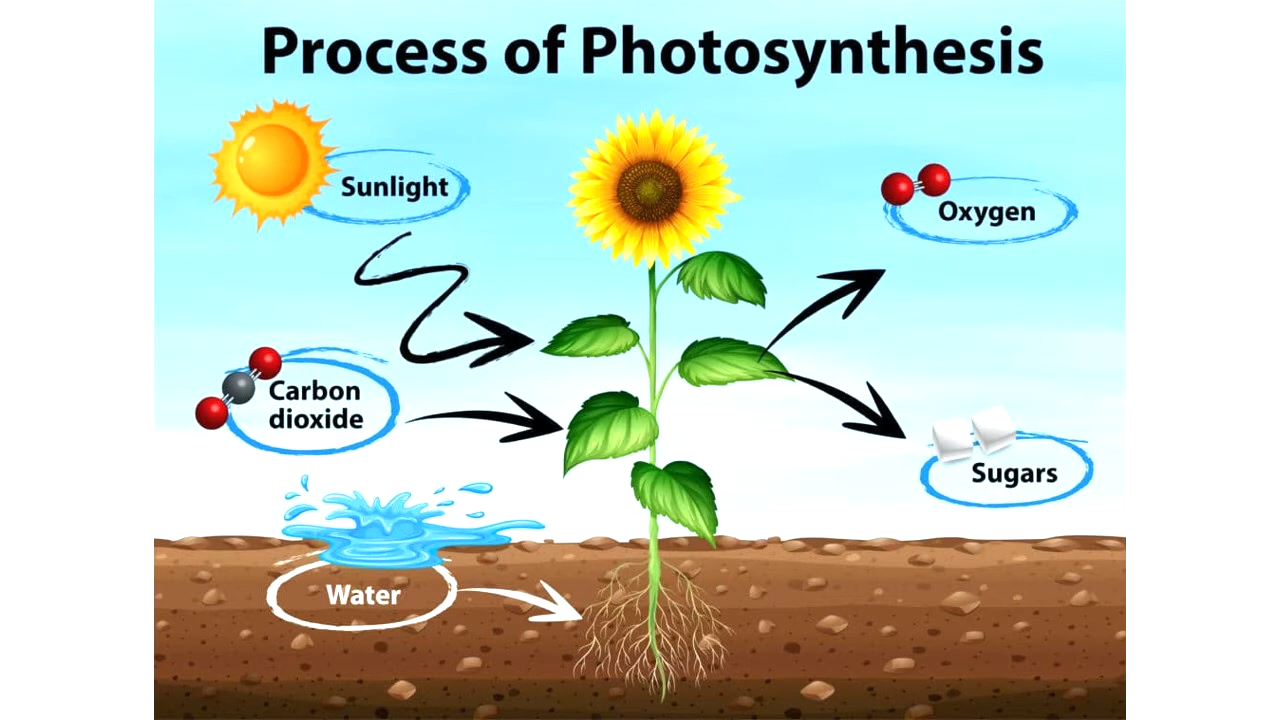 Process of Photosynthesis
Sunlight
Oxygen
Carbon
dioxide
Sugars
Water